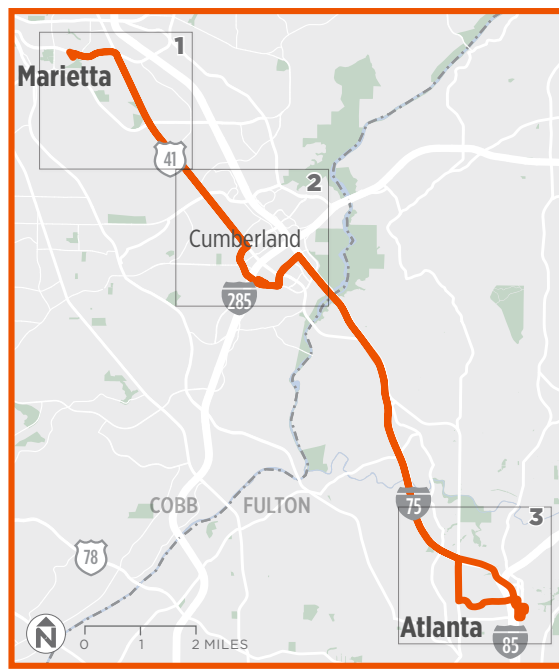 1
Marietta
41
2
Cumberland
285
COBB
FULTON
75
3
78
N
0 1 2 MILES
Atlanta
85